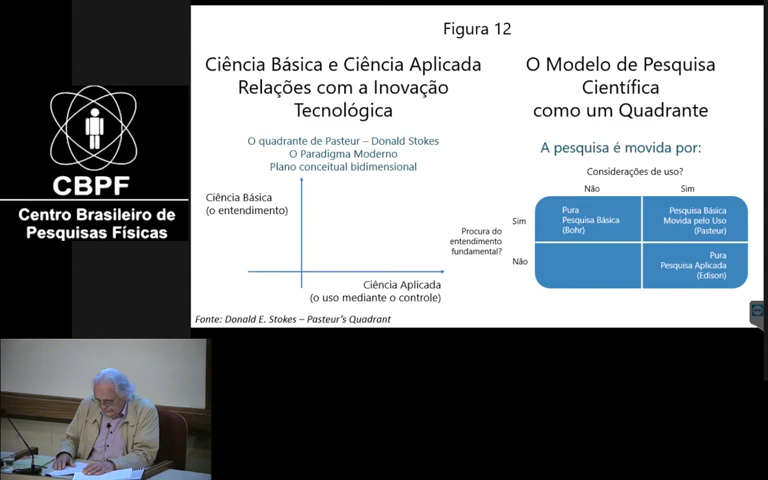 CBPF
Centro Brasileiro de
Pesquisas Físicas
Figura 12
Ciência Básica e Ciência Aplicada
Relações com a Inovação
Tecnológica
O quadrante de Pasteur – Donald Stokes
O Paradigma Moderno
Plano conceitual bidimensional
Ciência Básica
(o entendimento)
Ciência Aplicada
(o uso mediante o controle)
Fonte: Donald E. Stokes – Pasteur's Quadrant
O Modelo de Pesquisa
Científica
como um Quadrante
A pesquisa é movida por:
Considerações de uso?
Não
Sim
Procura do
entendimento
fundamental?
Sim
Não
Pura
Pesquisa Básica
(Bohr)
Pesquisa Básica
Movida pelo Uso
(Pasteur)
Pura
Pesquisa Aplicada
(Edison)